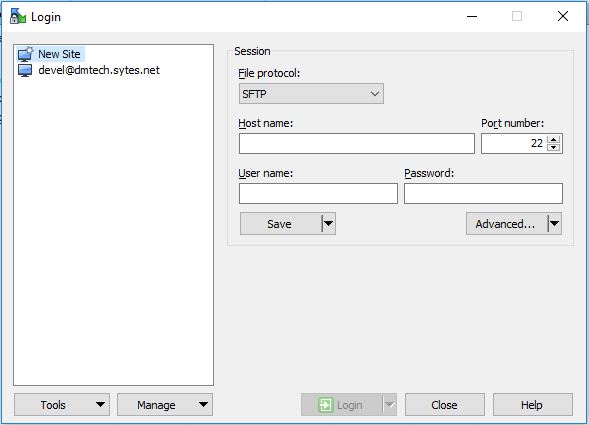 Login
New Site
devel@dmtech.sytes.net
Session
File protocol:
SFTP
Host name: Port number:
22
User name: Password:
Save Advanced...
Tools Manage Login Close Help